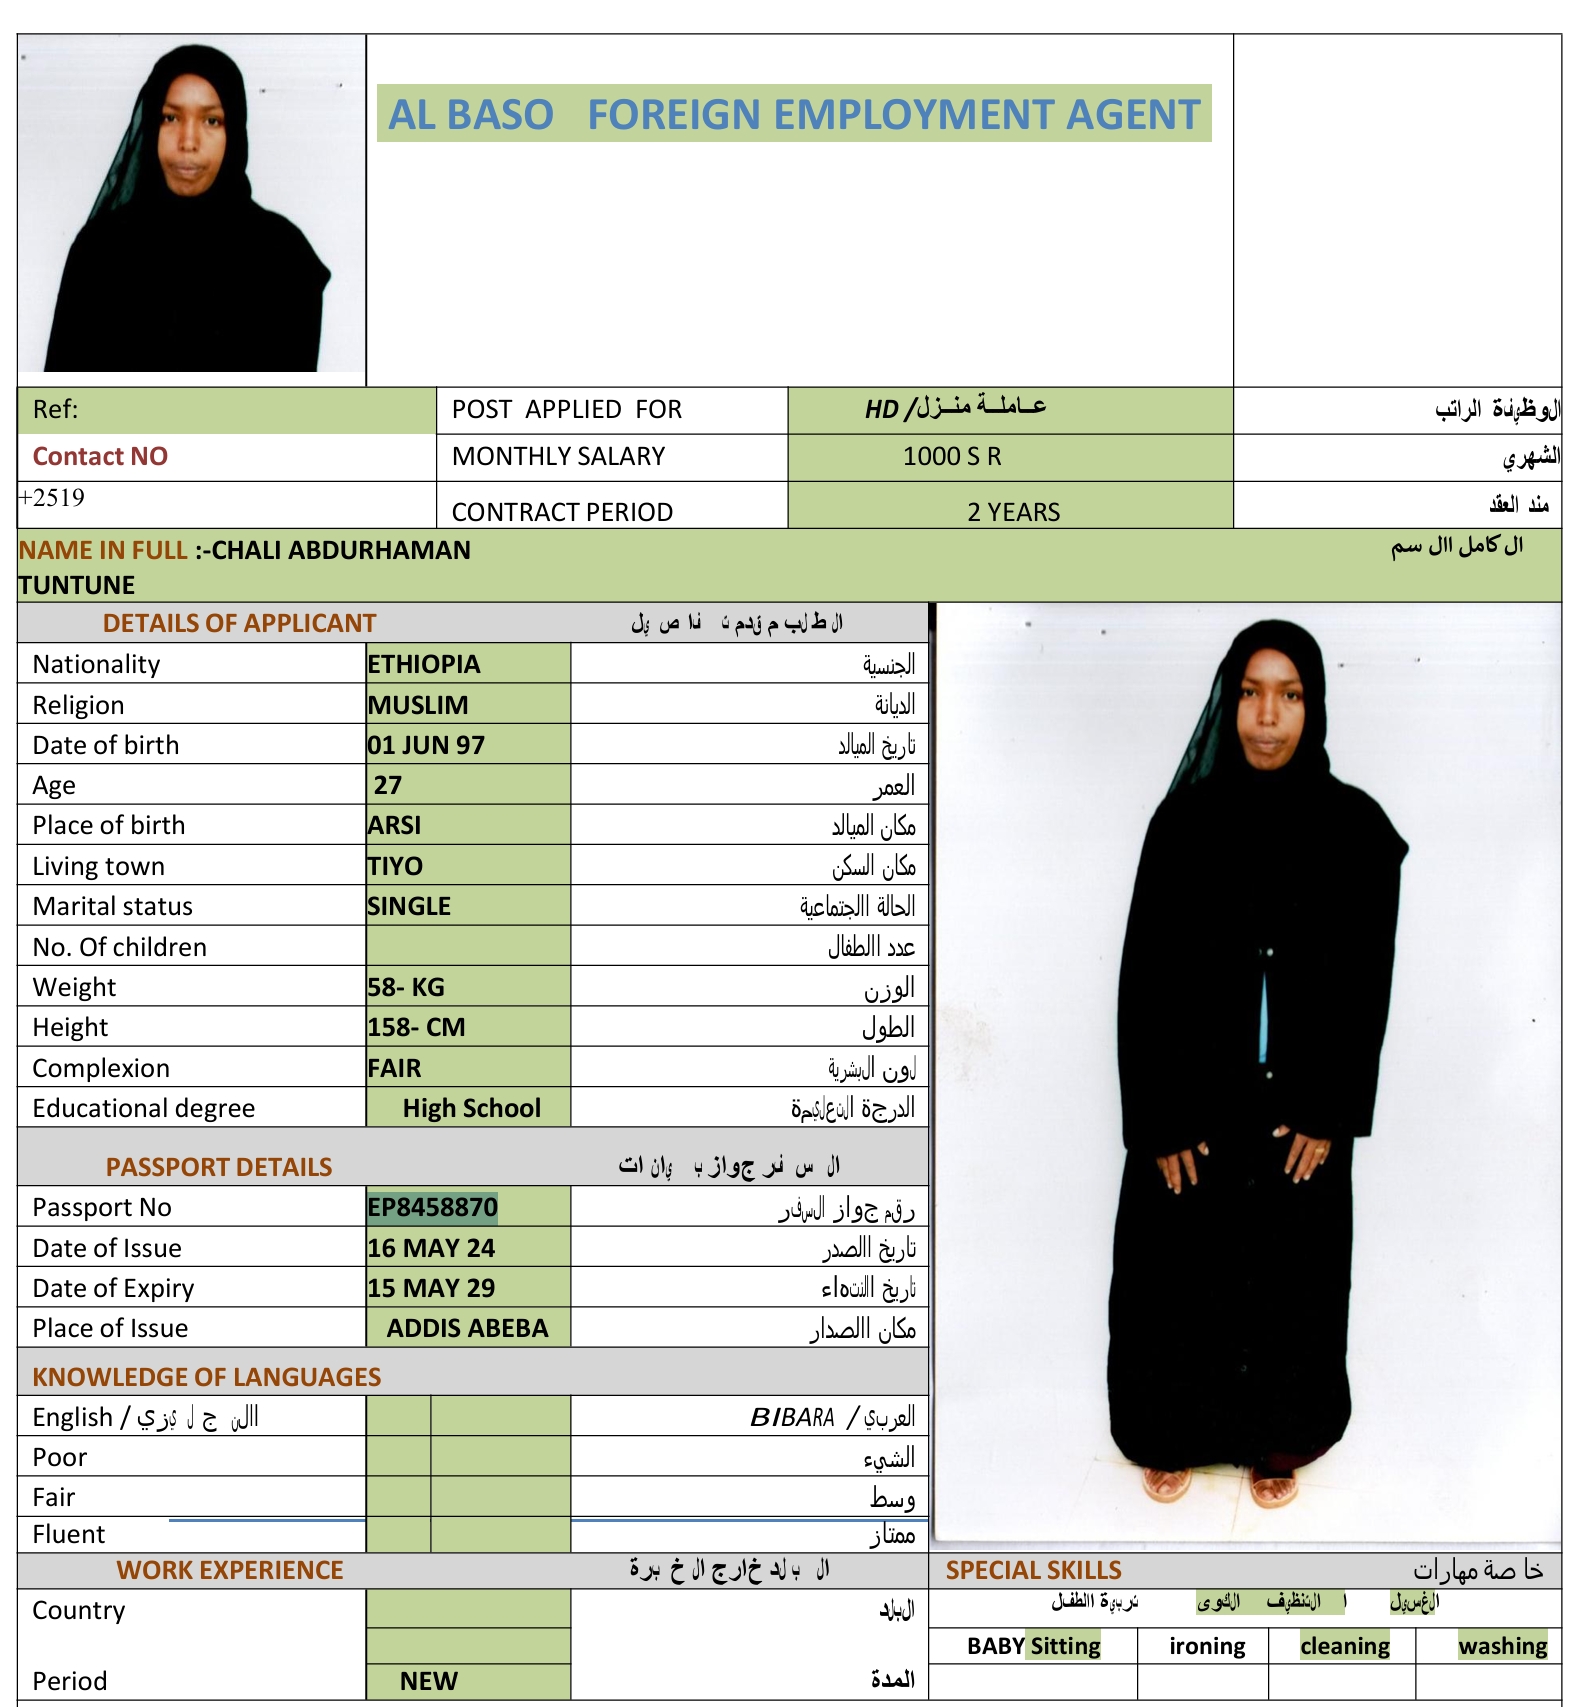 AL BASO FOREIGN EMPLOYMENT AGENT
Ref: POST APPLIED FOR HD /عـاملـة منـزل الوظيفة الراتب
Contact NO MONTHLY SALARY 1000 S R الشهري
+2519 CONTRACT PERIOD 2 YEARS مند العقد
NAME IN FULL :-CHALI ABDURHAMAN ال كامل اال سم
TUNTUNE
DETAILS OF APPLICANT ال طلب م قدم ت فا ص يل
Nationality ETHIOPIA الجنسية
Religion MUSLIM الديانة
Date of birth 01 JUN 97 تاريخ الميالد
Age 27 العمر
Place of birth ARSI مكان الميالد
Living town TIYO مكان السكن
Marital status SINGLE الحالة االجتماعية
No. Of children عدد االطفال
Weight 58- KG الوزن
Height 158- CM الطول
Complexion FAIR لون البشرية
Educational degree High School الدرجة التعليمة
PASSPORT DETAILS ال س فر جواز ب يان ات
Passport No EP8458870 رقم جواز السفر
Date of Issue 16 MAY 24 تاريخ االصدر
Date of Expiry 15 MAY 29 تاريخ االنتهاء
Place of Issue ADDIS ABEBA مكان االصدار
KNOWLEDGE OF LANGUAGES
English / االن ج ل يزي BIBARA / العربي
Poor الشيء
Fair وسط
Fluent ممتاز
WORK EXPERIENCE ال ب لد خارج ال خ برة SPECIAL SKILLS خا صة مهارات
Country البلد تربية االطفال الكوى التنظيف ا الغسيل
BABY Sitting ironing cleaning washing
Period NEW المدة